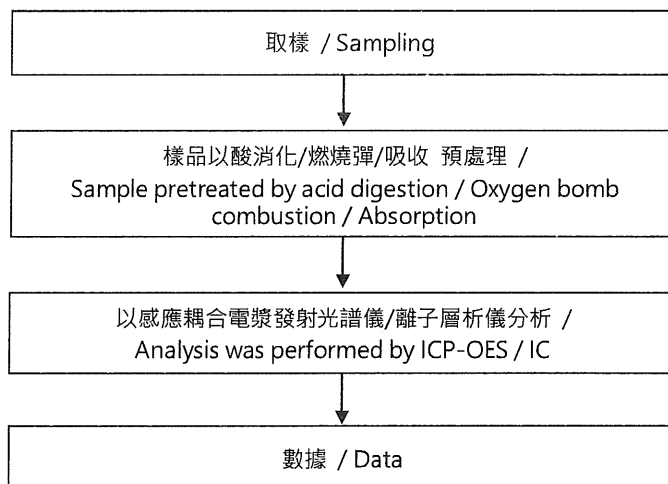 取樣 / Sampling
樣品以酸消化/燃燒彈/吸收 預處理 /
Sample pretreated by acid digestion / Oxygen bomb
combustion / Absorption
以感應耦合電漿發射光譜儀/離子層析儀分析 /
Analysis was performed by ICP-OES / IC
數據 / Data